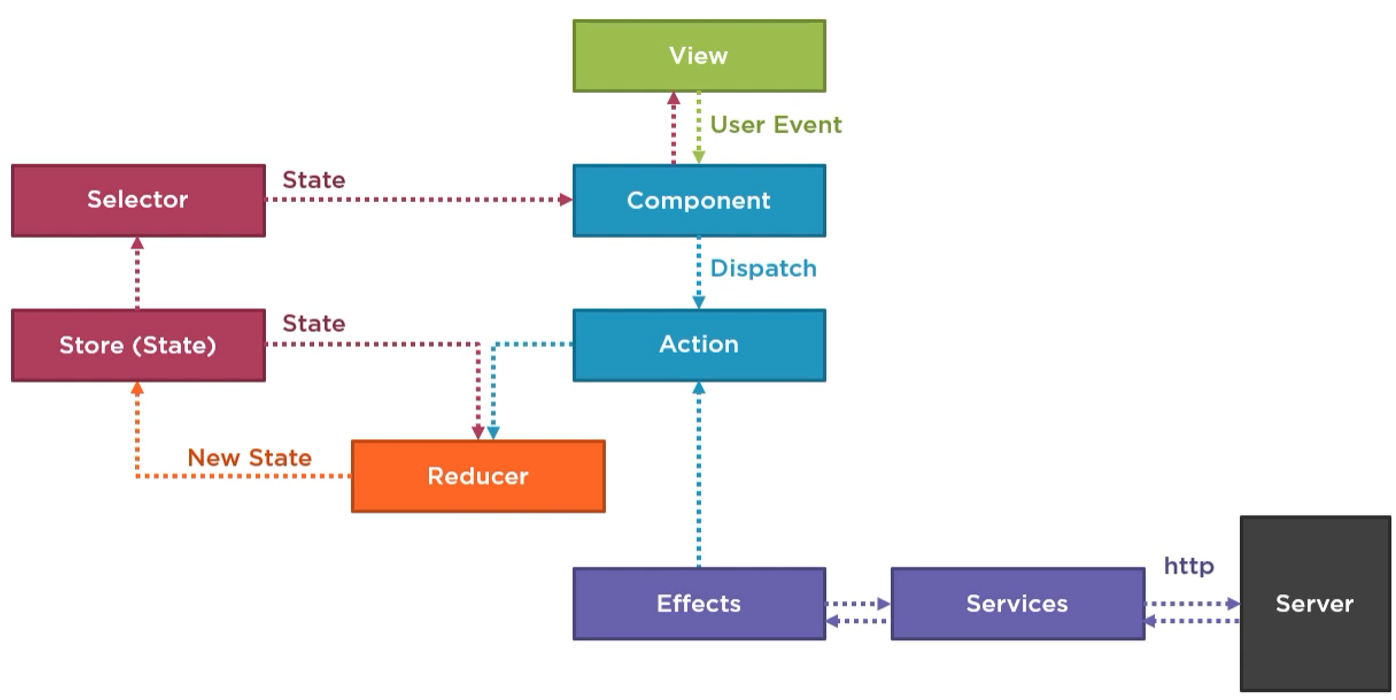 View
User Event
Selector
State
Component
Dispatch
Store (State)
State
Action
New State
Reducer
http
Effects
Services
Server